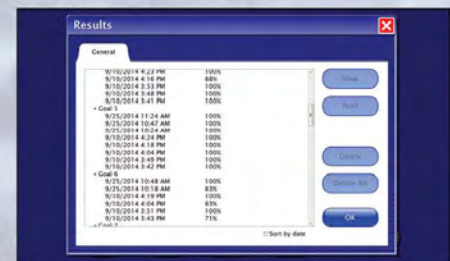 Results
General
9/10/2014 4:23 PM 100%
9/10/2014 4:16 PM 88%
9/10/2014 3:53 PM 100%
9/10/2014 3:48 PM 100%
9/10/2014 3:41 PM 100%
Goal 5
9/25/2014 11:24 AM 100%
9/25/2014 10:47 AM 100%
9/25/2014 10:24 AM 100%
9/10/2014 4:24 PM 100%
9/10/2014 4:18 PM 100%
9/10/2014 4:04 PM 100%
9/10/2014 3:49 PM 100%
9/10/2014 3:42 PM 100%
Goal 6
9/25/2014 10:48 AM 100%
9/25/2014 10:18 AM 83%
9/10/2014 4:19 PM 100%
9/10/2014 4:04 PM 83%
9/10/2014 3:51 PM 100%
9/10/2014 3:43 PM 71%
Goal 7
Sort by date
View
Print
Delete
Delete All
OK